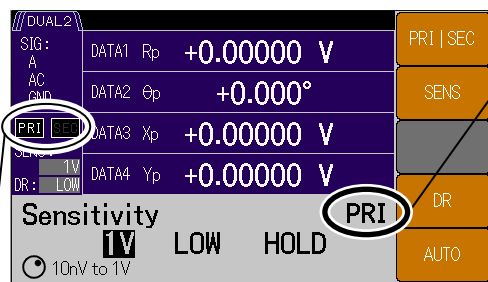 DUAL2
SIG:
A
AC
GND
PRI SEC
SENS:
1V
DR: LOW
DATA1 Rp +0.00000 V
DATA2 θp +0.000°
DATA3 Xp +0.00000 V
DATA4 Yp +0.00000 V
Sensitivity PRI
1V LOW HOLD
10nV to 1V
PRI|SEC
SENS
DR
AUTO